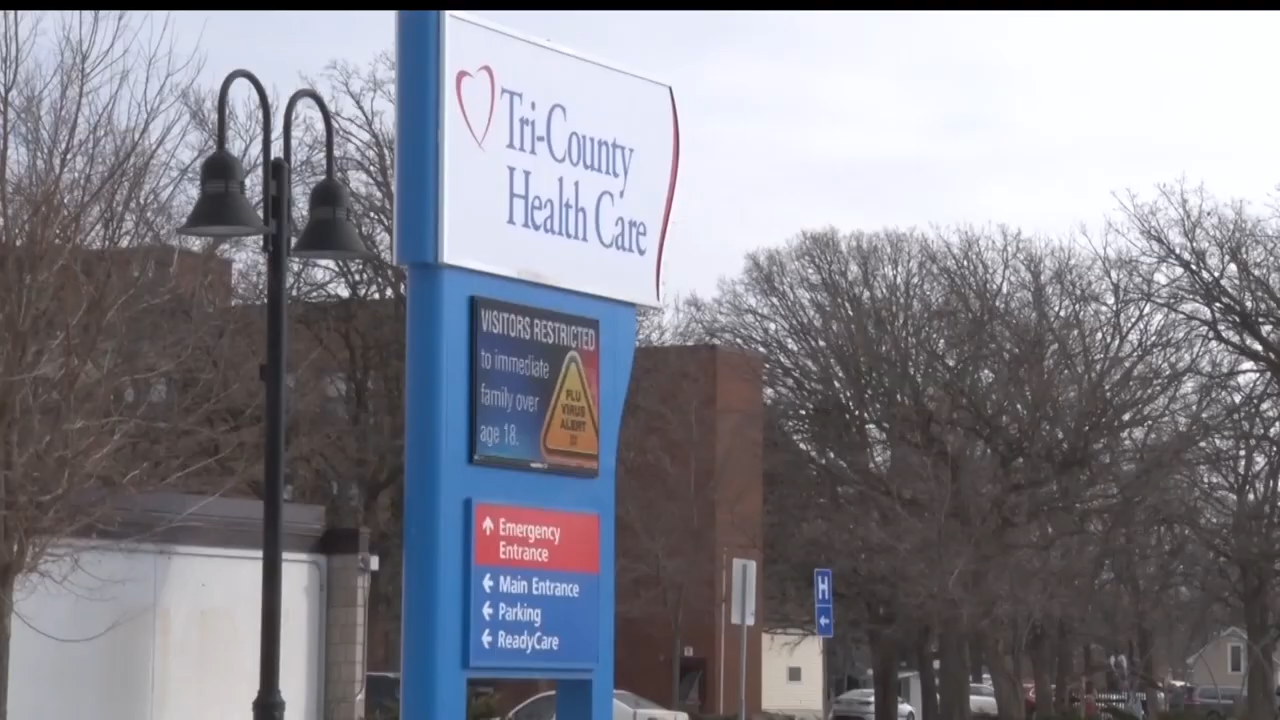 Tri-County
Health Care
VISITORS RESTRICTED
to immediate
family over
age 18.
FLU
VIRUS
ALERT
!!!
↑ Emergency
Entrance
← Main Entrance
← Parking
← ReadyCare
H
←